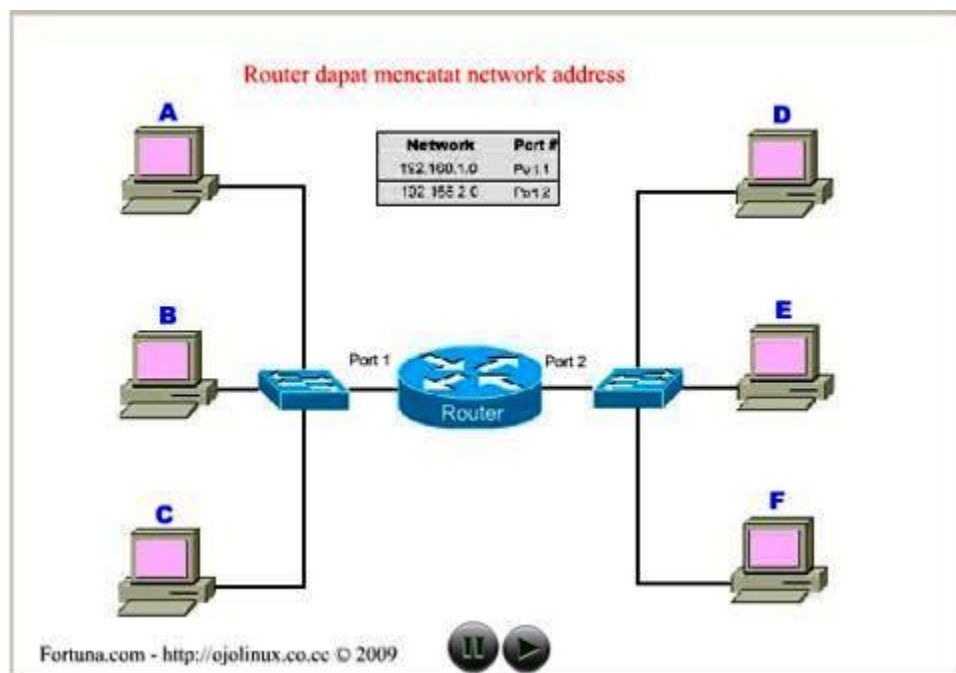 Router dapat mencatat network address
A
D
Network Port #
192.168.1.0 Port 1
192.168.2.0 Port 2
B
E
Port 1
Port 2
Router
C
F
Fortuna.com - http://ojolinux.co.cc © 2009